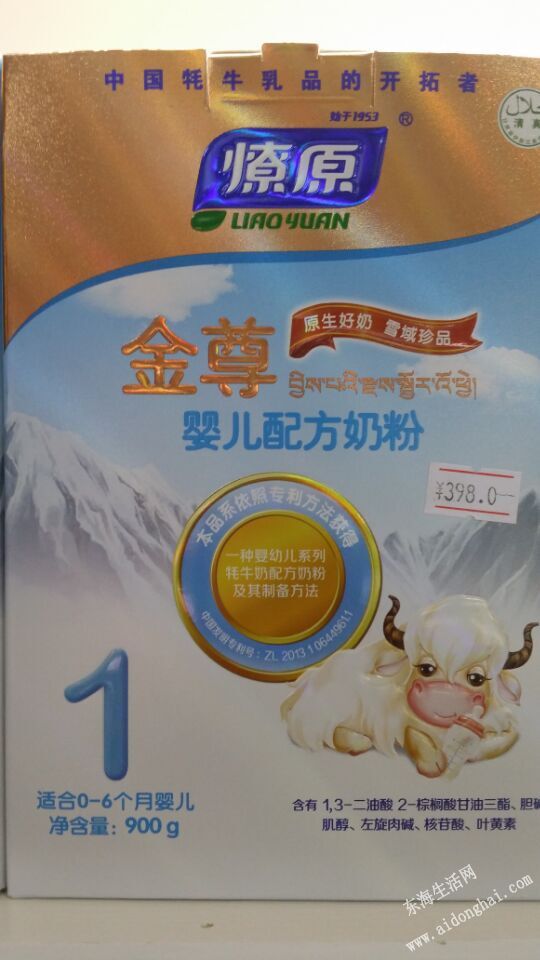 中国牦牛乳品的开拓者
始于1953
®
حلال
清真
燎原
LIAOYUAN
金尊
原生好奶 雪域珍品
བྱིས་པའི་རྫས་སྦྱོར་འོ་ཕྱེ།
婴儿配方奶粉
¥398.0
本品系依照专利方法获得
一种婴幼儿系列
牦牛奶配方奶粉
及其制备方法
中国发明专利号：ZL 2013 1 0644961.1
1
适合0-6个月婴儿
净含量：900 g
含有 1,3-二油酸 2-棕榈酸甘油三酯、胆碱
肌醇、左旋肉碱、核苷酸、叶黄素
东海生活网
www.aidonghai.com